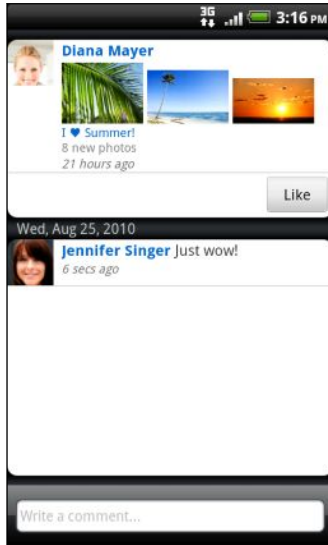 3G 3:16 PM
Diana Mayer
I ♥ Summer!
8 new photos
21 hours ago
Like
Wed, Aug 25, 2010
Jennifer Singer Just wow!
6 secs ago
Write a comment...